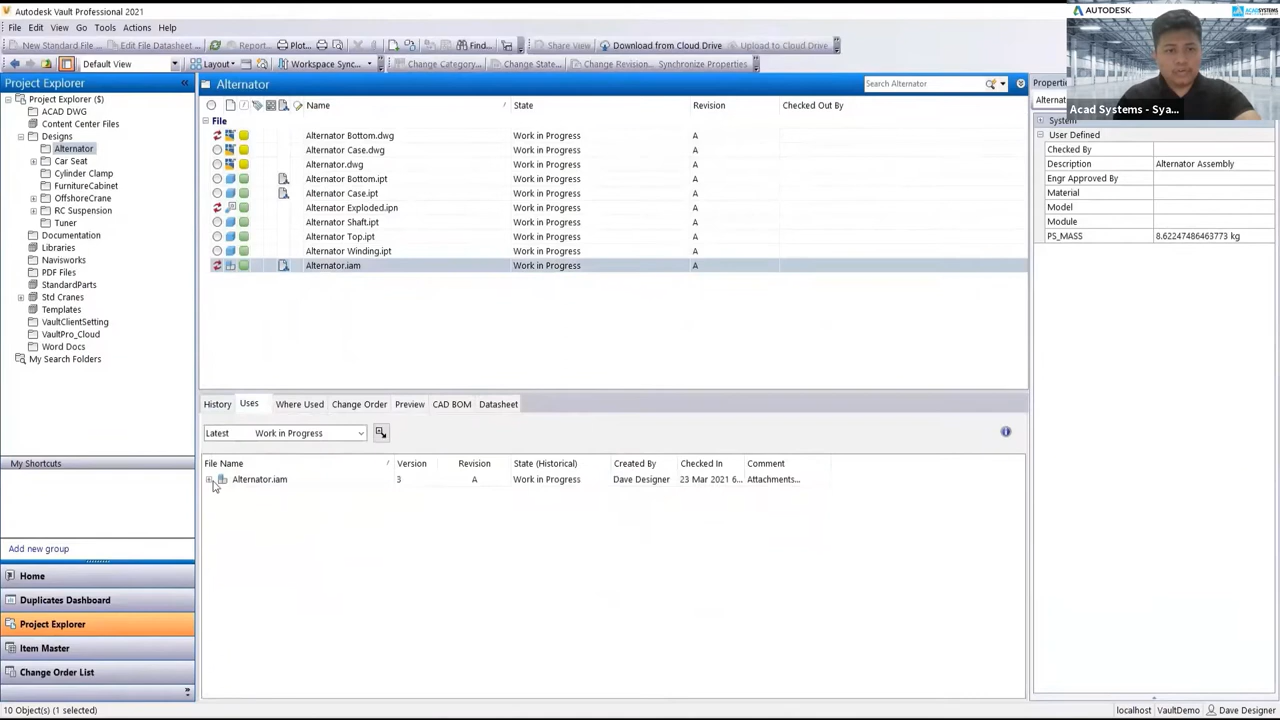 Autodesk Vault Professional 2021
File Edit View Go Tools Actions Help
New Standard File... Edit File Datasheet... Report... Plot... Find... Share View Download from Cloud Drive Upload to Cloud Drive
Default View Layout Workspace Sync... Change Category... Change State... Change Revision... Synchronize Properties
AUTODESK ACADSYSTEMS
Acad Systems - Sya...
Project Explorer
Project Explorer ($)
ACAD DWG
Content Center Files
Designs
Alternator
Car Seat
Cylinder Clamp
FurnitureCabinet
OffshoreCrane
RC Suspension
Tuner
Documentation
Libraries
Navisworks
PDF Files
StandardParts
Std Cranes
Templates
VaultClientSetting
VaultPro_Cloud
Word Docs
My Search Folders
My Shortcuts
Add new group
Home
Duplicates Dashboard
Project Explorer
Item Master
Change Order List
Alternator Search Alternator
Name State Revision Checked Out By
File
Alternator Bottom.dwg Work in Progress A
Alternator Case.dwg Work in Progress A
Alternator.dwg Work in Progress A
Alternator Bottom.ipt Work in Progress A
Alternator Case.ipt Work in Progress A
Alternator Exploded.ipn Work in Progress A
Alternator Shaft.ipt Work in Progress A
Alternator Top.ipt Work in Progress A
Alternator Winding.ipt Work in Progress A
Alternator.iam Work in Progress A
History Uses Where Used Change Order Preview CAD BOM Datasheet
Latest Work in Progress
File Name Version Revision State (Historical) Created By Checked In Comment
Alternator.iam 3 A Work in Progress Dave Designer 23 Mar 2021 6... Attachments...
Properti
Alternat
System
User Defined
Checked By
Description Alternator Assembly
Engr Approved By
Material
Model
Module
PS_MASS 8.62247486463773 kg
10 Object(s) (1 selected) localhost VaultDemo Dave Designer